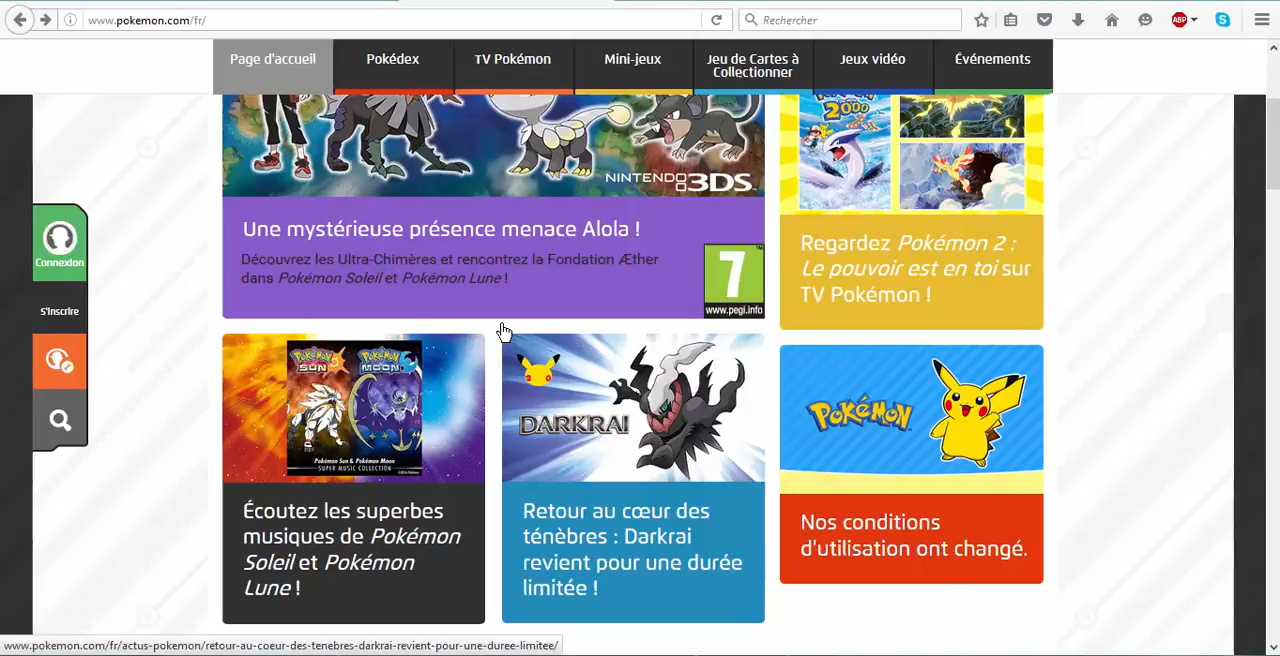 www.pokemon.com/fr/
Rechercher
ABP
Page d'accueil
Pokédex
TV Pokémon
Mini-jeux
Jeu de Cartes à
Collectionner
Jeux vidéo
Événements
NINTENDO 3DS
2000
Une mystérieuse présence menace Alola !
Découvrez les Ultra-Chimères et rencontrez la Fondation Æther
dans Pokémon Soleil et Pokémon Lune !
7
www.pegi.info
Regardez Pokémon 2 :
Le pouvoir est en toi sur
TV Pokémon !
Connexion
S'inscrire
POKÉMON SUN
POKÉMON MOON
Pokémon Sun & Pokémon Moon
SUPER MUSIC COLLECTION
DARKRAI
POKéMON
Écoutez les superbes
musiques de Pokémon
Soleil et Pokémon
Lune !
Retour au cœur des
ténèbres : Darkrai
revient pour une durée
limitée !
Nos conditions
d'utilisation ont changé.
www.pokemon.com/fr/actus-pokemon/retour-au-coeur-des-tenebres-darkrai-revient-pour-une-duree-limitee/